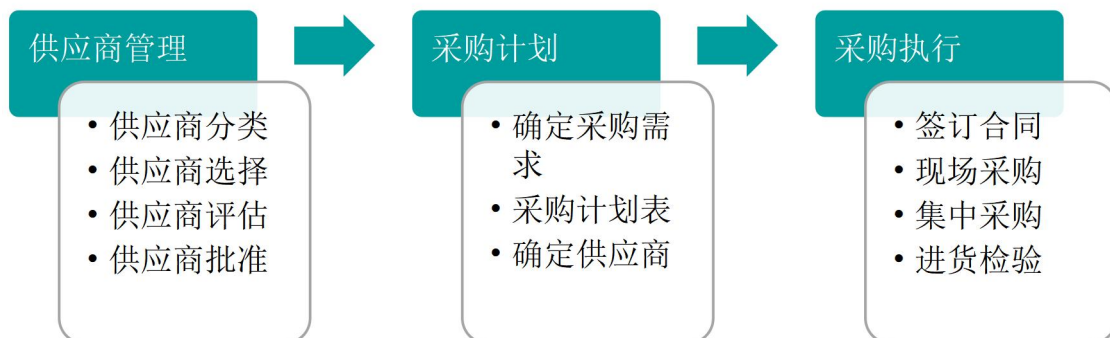 供应商管理
• 供应商分类
• 供应商选择
• 供应商评估
• 供应商批准
采购计划
• 确定采购需
求
• 采购计划表
• 确定供应商
采购执行
• 签订合同
• 现场采购
• 集中采购
• 进货检验